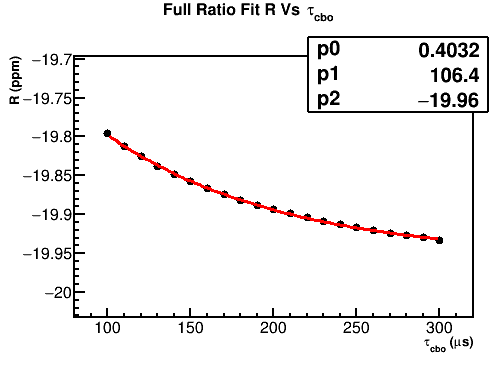 Full Ratio Fit R Vs τcbo
p0 0.4032
p1 106.4
p2 −19.96
R (ppm)
−19.7
−19.75
−19.8
−19.85
−19.9
−19.95
−20
100 150 200 250 300
τcbo (μs)